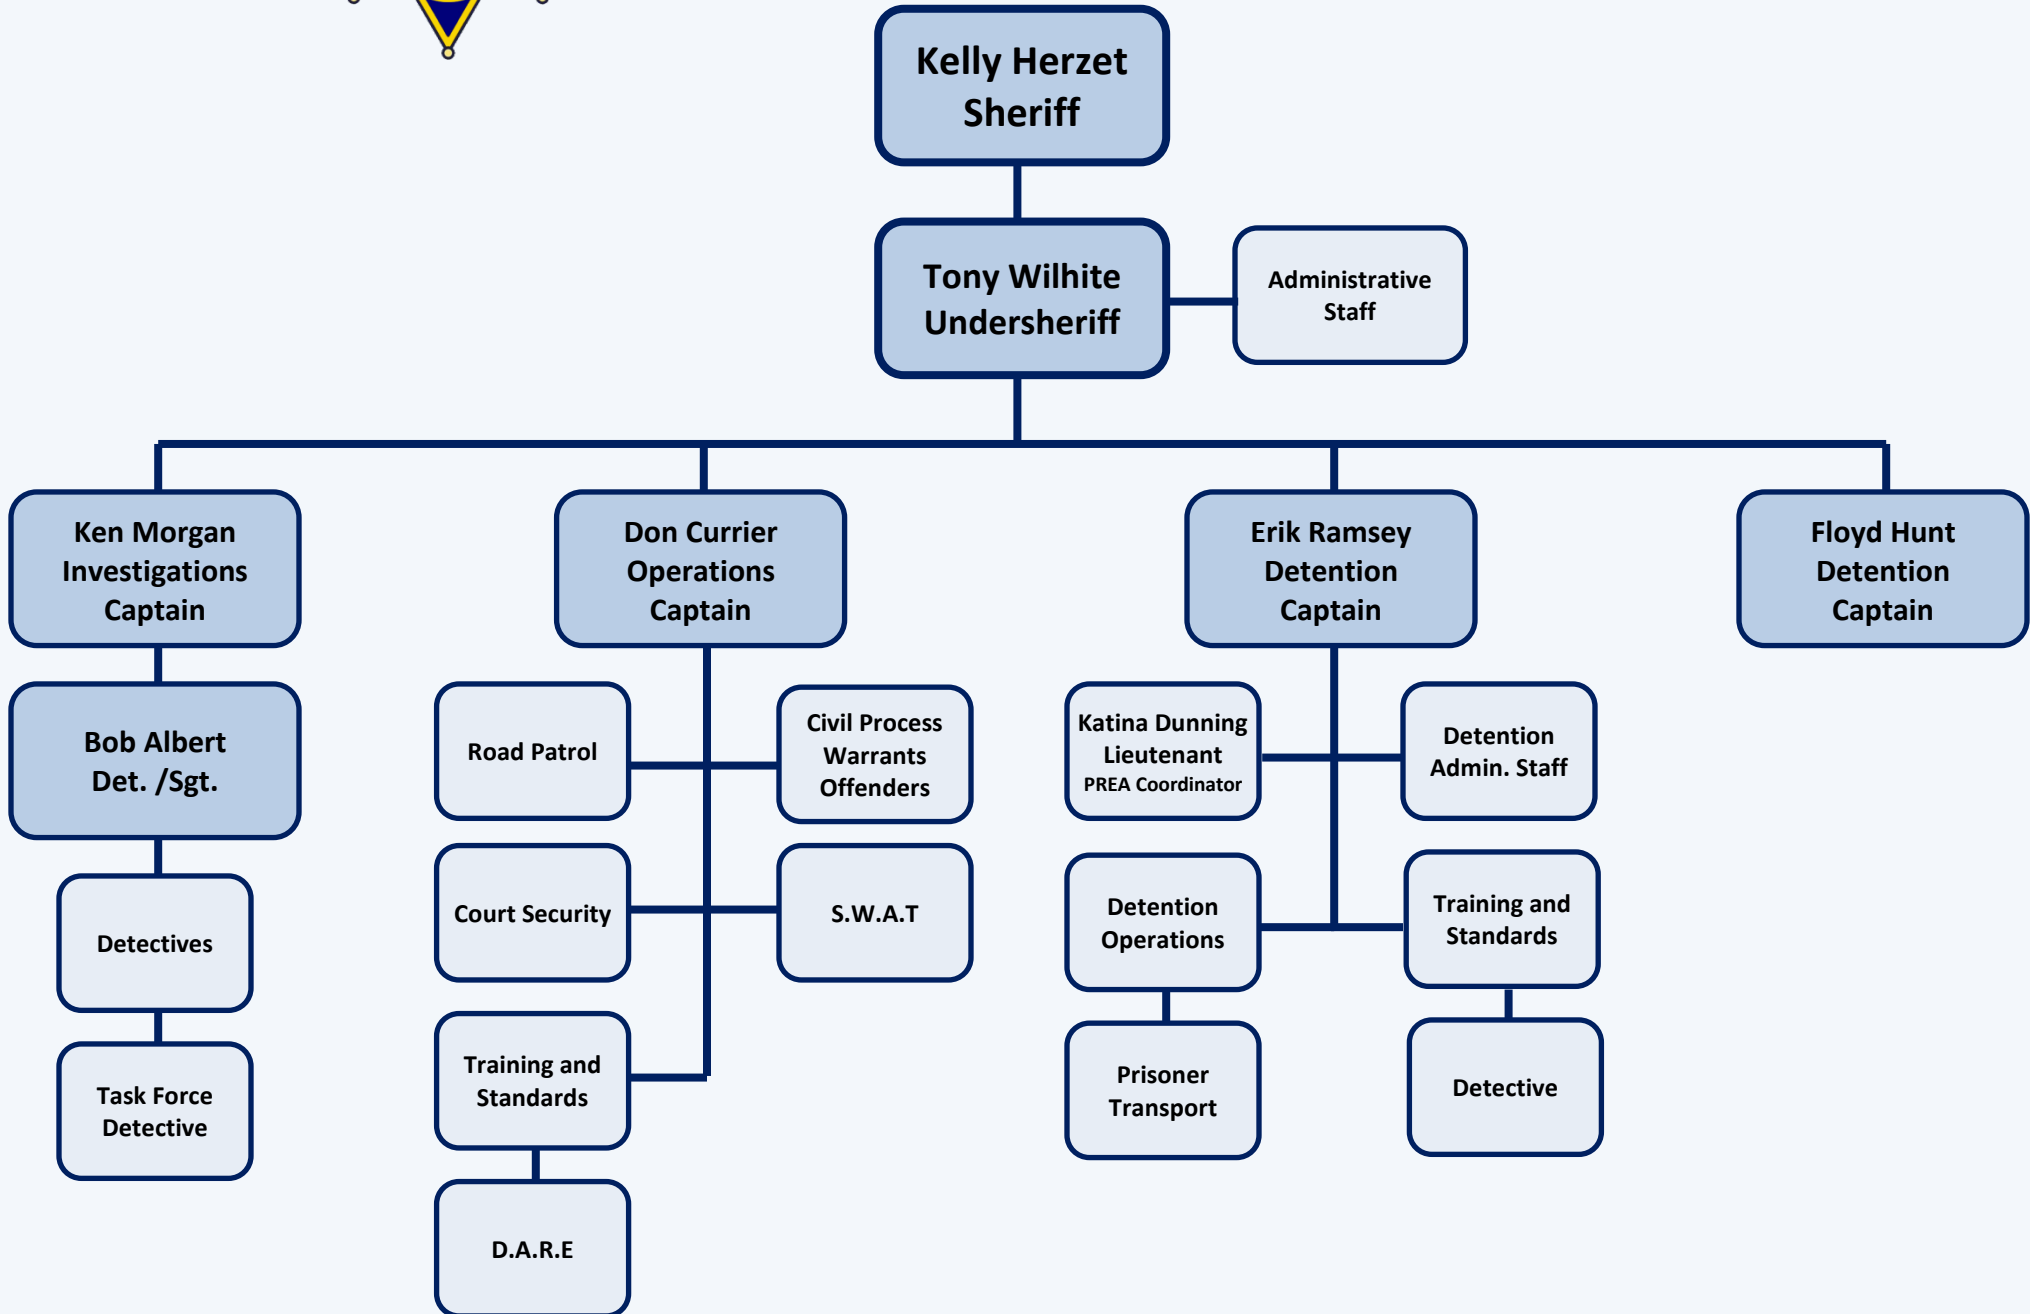 Kelly Herzet
Sheriff
Tony Wilhite
Undersheriff
Administrative
Staff
Ken Morgan
Investigations
Captain
Don Currier
Operations
Captain
Erik Ramsey
Detention
Captain
Floyd Hunt
Detention
Captain
Bob Albert
Det. /Sgt.
Road Patrol
Civil Process
Warrants
Offenders
Katina Dunning
Lieutenant
PREA Coordinator
Detention
Admin. Staff
Detectives
Court Security
S.W.A.T
Detention
Operations
Training and
Standards
Task Force
Detective
Training and
Standards
Prisoner
Transport
Detective
D.A.R.E